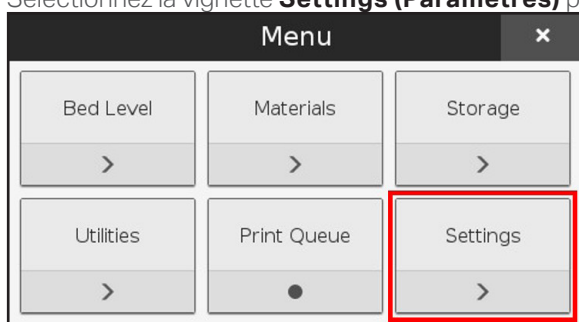 Sélectionnez la vignette Settings (Paramètres) p
Menu ×
Bed Level Materials Storage
> > >
Utilities Print Queue Settings
> ● >